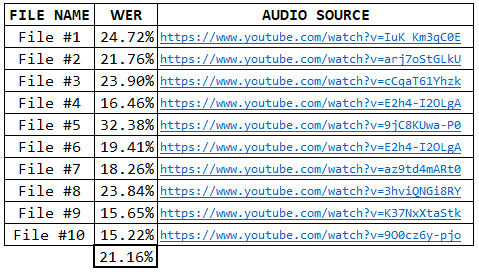 FILE NAME WER AUDIO SOURCE
File #1 24.72% https://www.youtube.com/watch?v=IuK_Km3qC0E
File #2 21.76% https://www.youtube.com/watch?v=arj7oStGLkU
File #3 23.90% https://www.youtube.com/watch?v=cCqaT61Yhzk
File #4 16.46% https://www.youtube.com/watch?v=E2h4-I2OLgA
File #5 32.38% https://www.youtube.com/watch?v=9jC8KUwa-P0
File #6 19.41% https://www.youtube.com/watch?v=E2h4-I2OLgA
File #7 18.26% https://www.youtube.com/watch?v=az9td4mARt0
File #8 23.84% https://www.youtube.com/watch?v=3hviQNGi8RY
File #9 15.65% https://www.youtube.com/watch?v=K37NxXtaStk
File #10 15.22% https://www.youtube.com/watch?v=9O0cz6y-pjo
21.16%